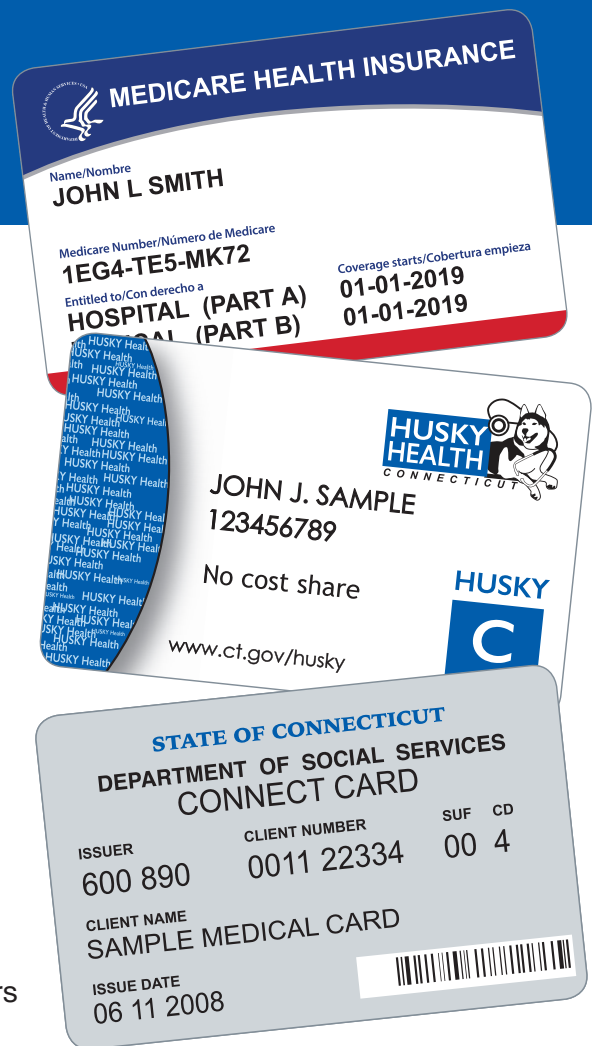 MEDICARE HEALTH INSURANCE
Name/Nombre
JOHN L SMITH
Medicare Number/Número de Medicare
1EG4-TE5-MK72
Entitled to/Con derecho a
Coverage starts/Cobertura empieza
HOSPITAL (PART A)
01-01-2019
(PART B)
01-01-2019
HUSKY Health
HUSKY
HEALTH
CONNECTICUT
JOHN J. SAMPLE
123456789
No cost share
HUSKY
C
www.ct.gov/husky
STATE OF CONNECTICUT
DEPARTMENT OF SOCIAL SERVICES
CONNECT CARD
ISSUER
CLIENT NUMBER
SUF CD
600 890
0011 22334
00 4
CLIENT NAME
SAMPLE MEDICAL CARD
ISSUE DATE
06 11 2008
rs